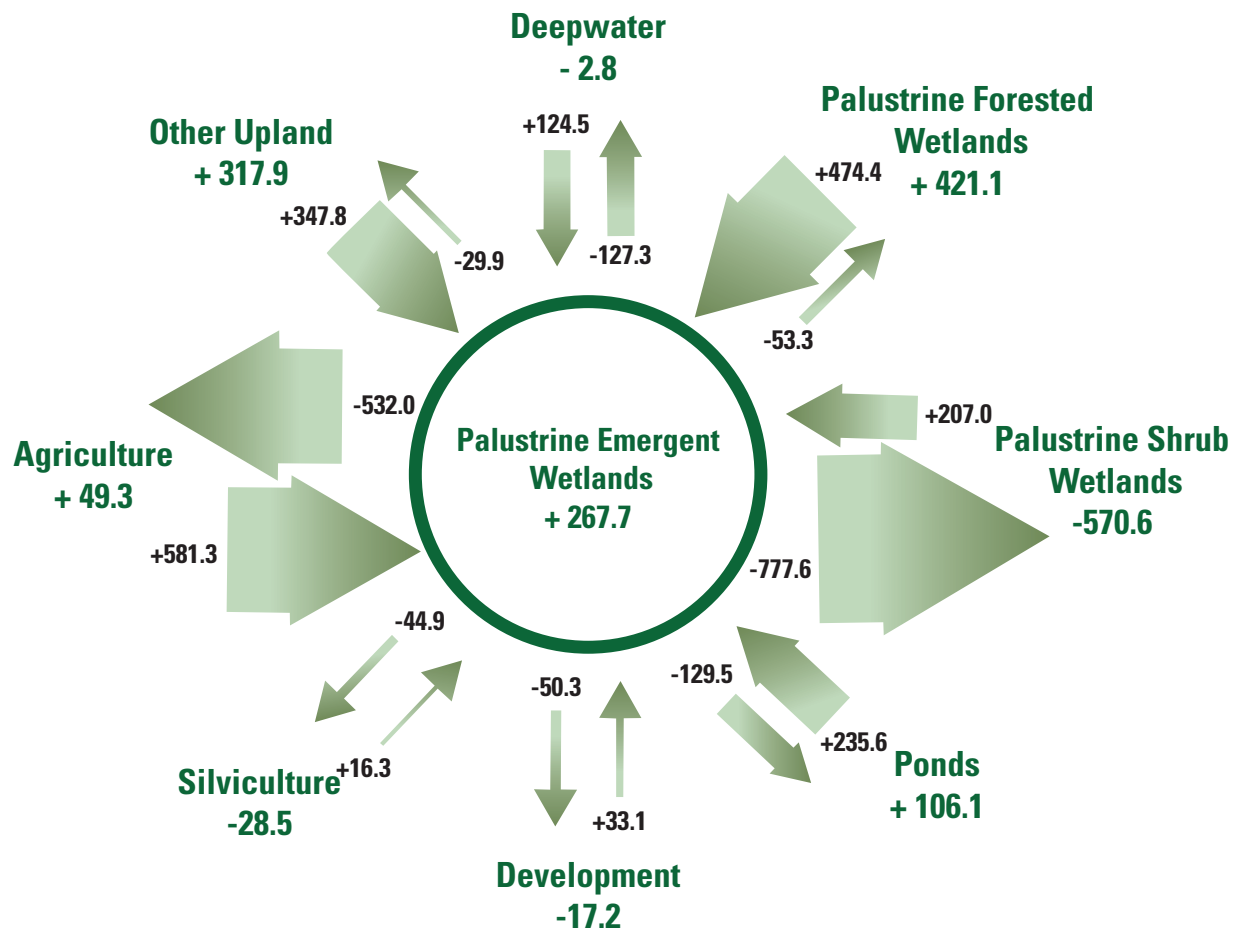 Deepwater
- 2.8
+124.5
-127.3
Palustrine Forested
Wetlands
+ 421.1
+474.4
-53.3
Other Upland
+ 317.9
+347.8
-29.9
-532.0
Agriculture
+ 49.3
+581.3
Palustrine Emergent
Wetlands
+ 267.7
+207.0
Palustrine Shrub
Wetlands
-570.6
-777.6
-44.9
+16.3
Silviculture
-28.5
-50.3
+33.1
Development
-17.2
-129.5
+235.6
Ponds
+ 106.1